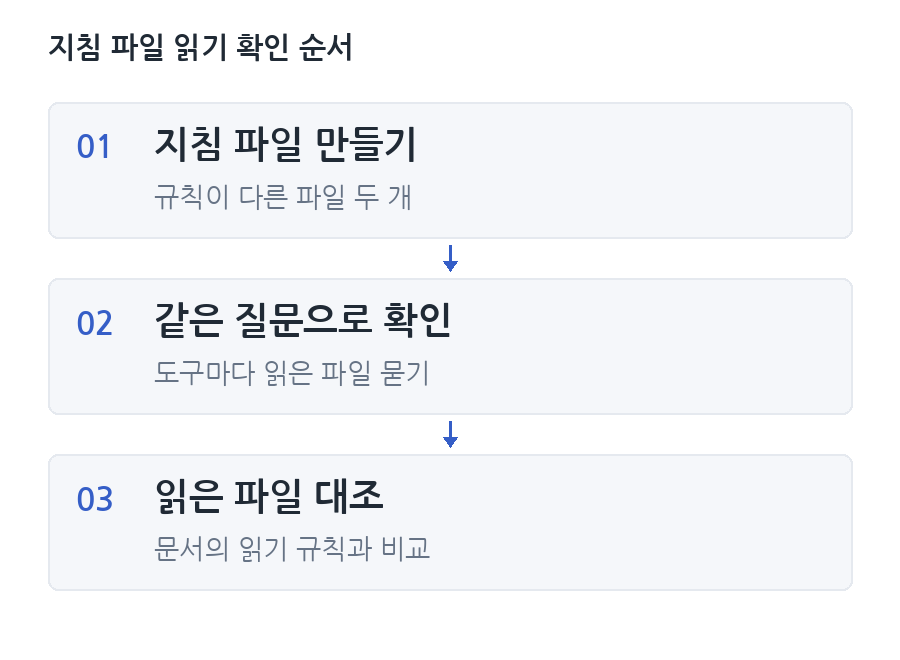 지침 파일 읽기 확인 순서
01 지침 파일 만들기
규칙이 다른 파일 두 개
02 같은 질문으로 확인
도구마다 읽은 파일 묻기
03 읽은 파일 대조
문서의 읽기 규칙과 비교